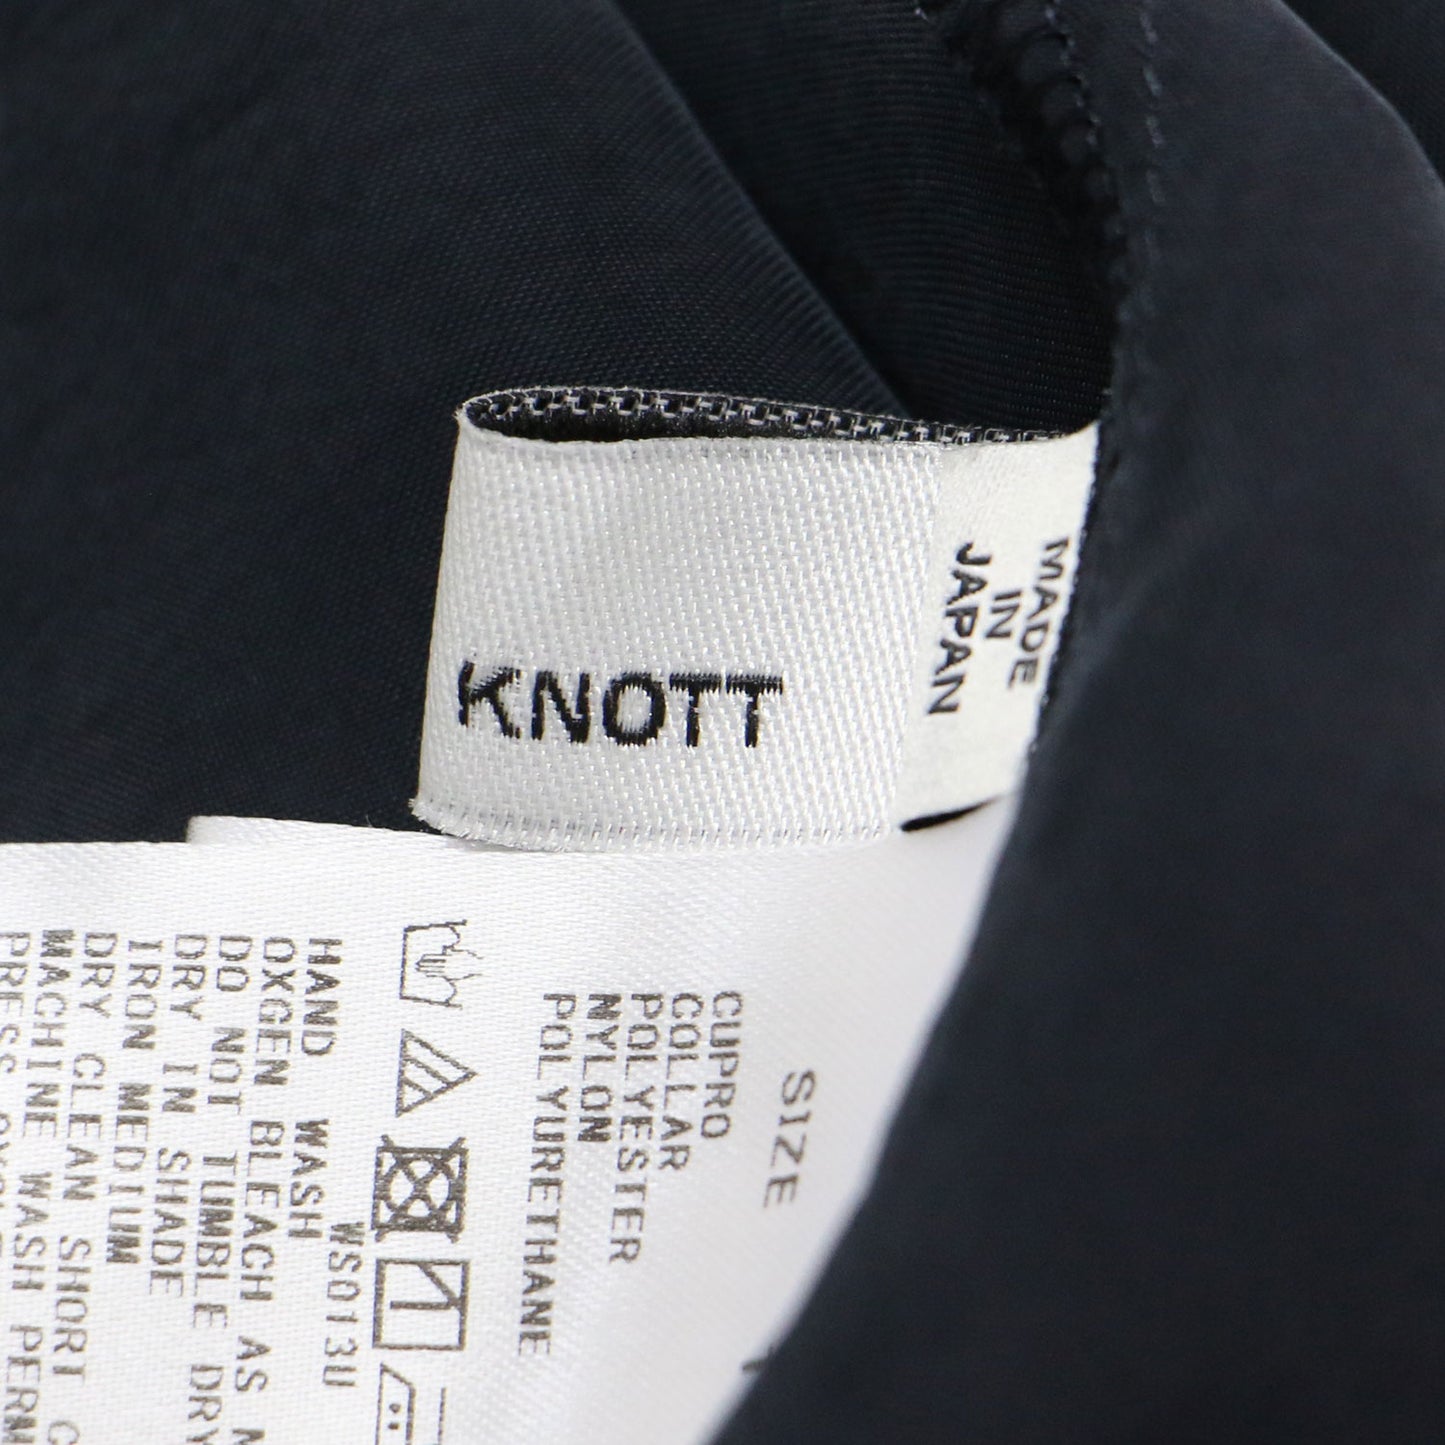 KNOTT
MADE
IN
JAPAN
SIZE
CUPRO
COLLAR
POLYESTER
NYLON
POLYURETHANE
WS013U
HAND WASH
OXGEN BLEACH AS
DO NOT TUMBLE DRY
DRY IN SHADE
IRON MEDIUM
DRY CLEAN SHORT
MACHINE WASH
PRESS